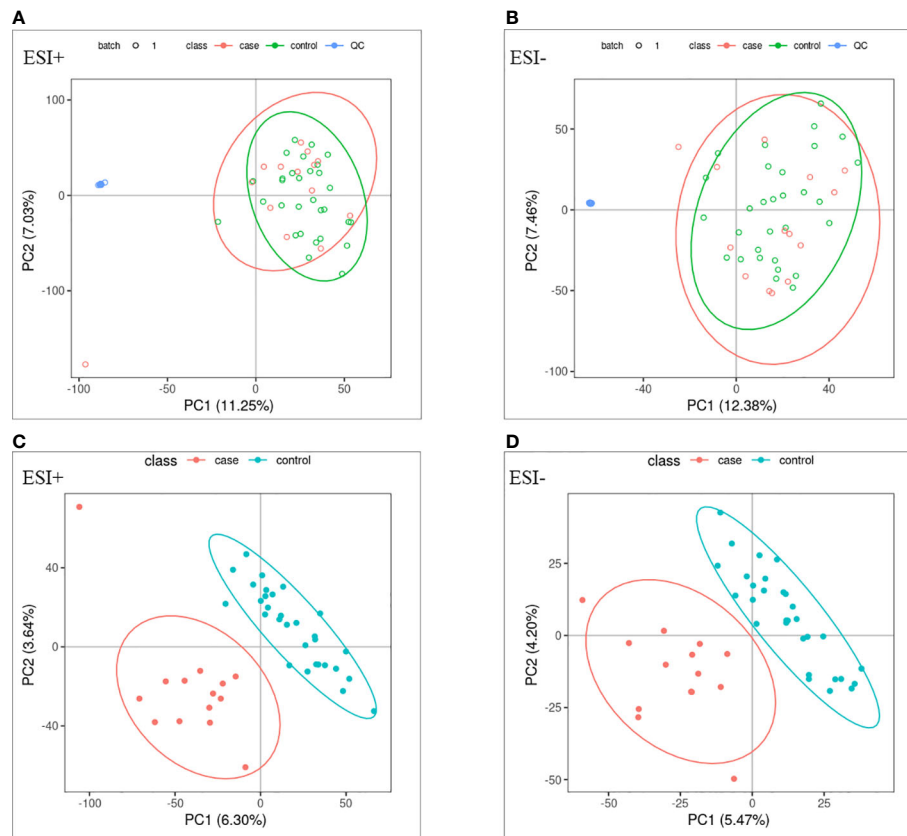 A
batch 1 class case control QC
ESI+
PC2 (7.03%)
100
0
-100
-100 -50 0 50
PC1 (11.25%)
B
batch 1 class case control QC
ESI-
PC2 (7.46%)
50
0
-50
-100
-40 0 40
PC1 (12.38%)
C
class case control
ESI+
PC2 (3.64%)
40
0
-40
-100 -50 0 50
PC1 (6.30%)
D
class case control
ESI-
PC2 (4.20%)
25
0
-25
-50
-50 -25 0 25
PC1 (5.47%)